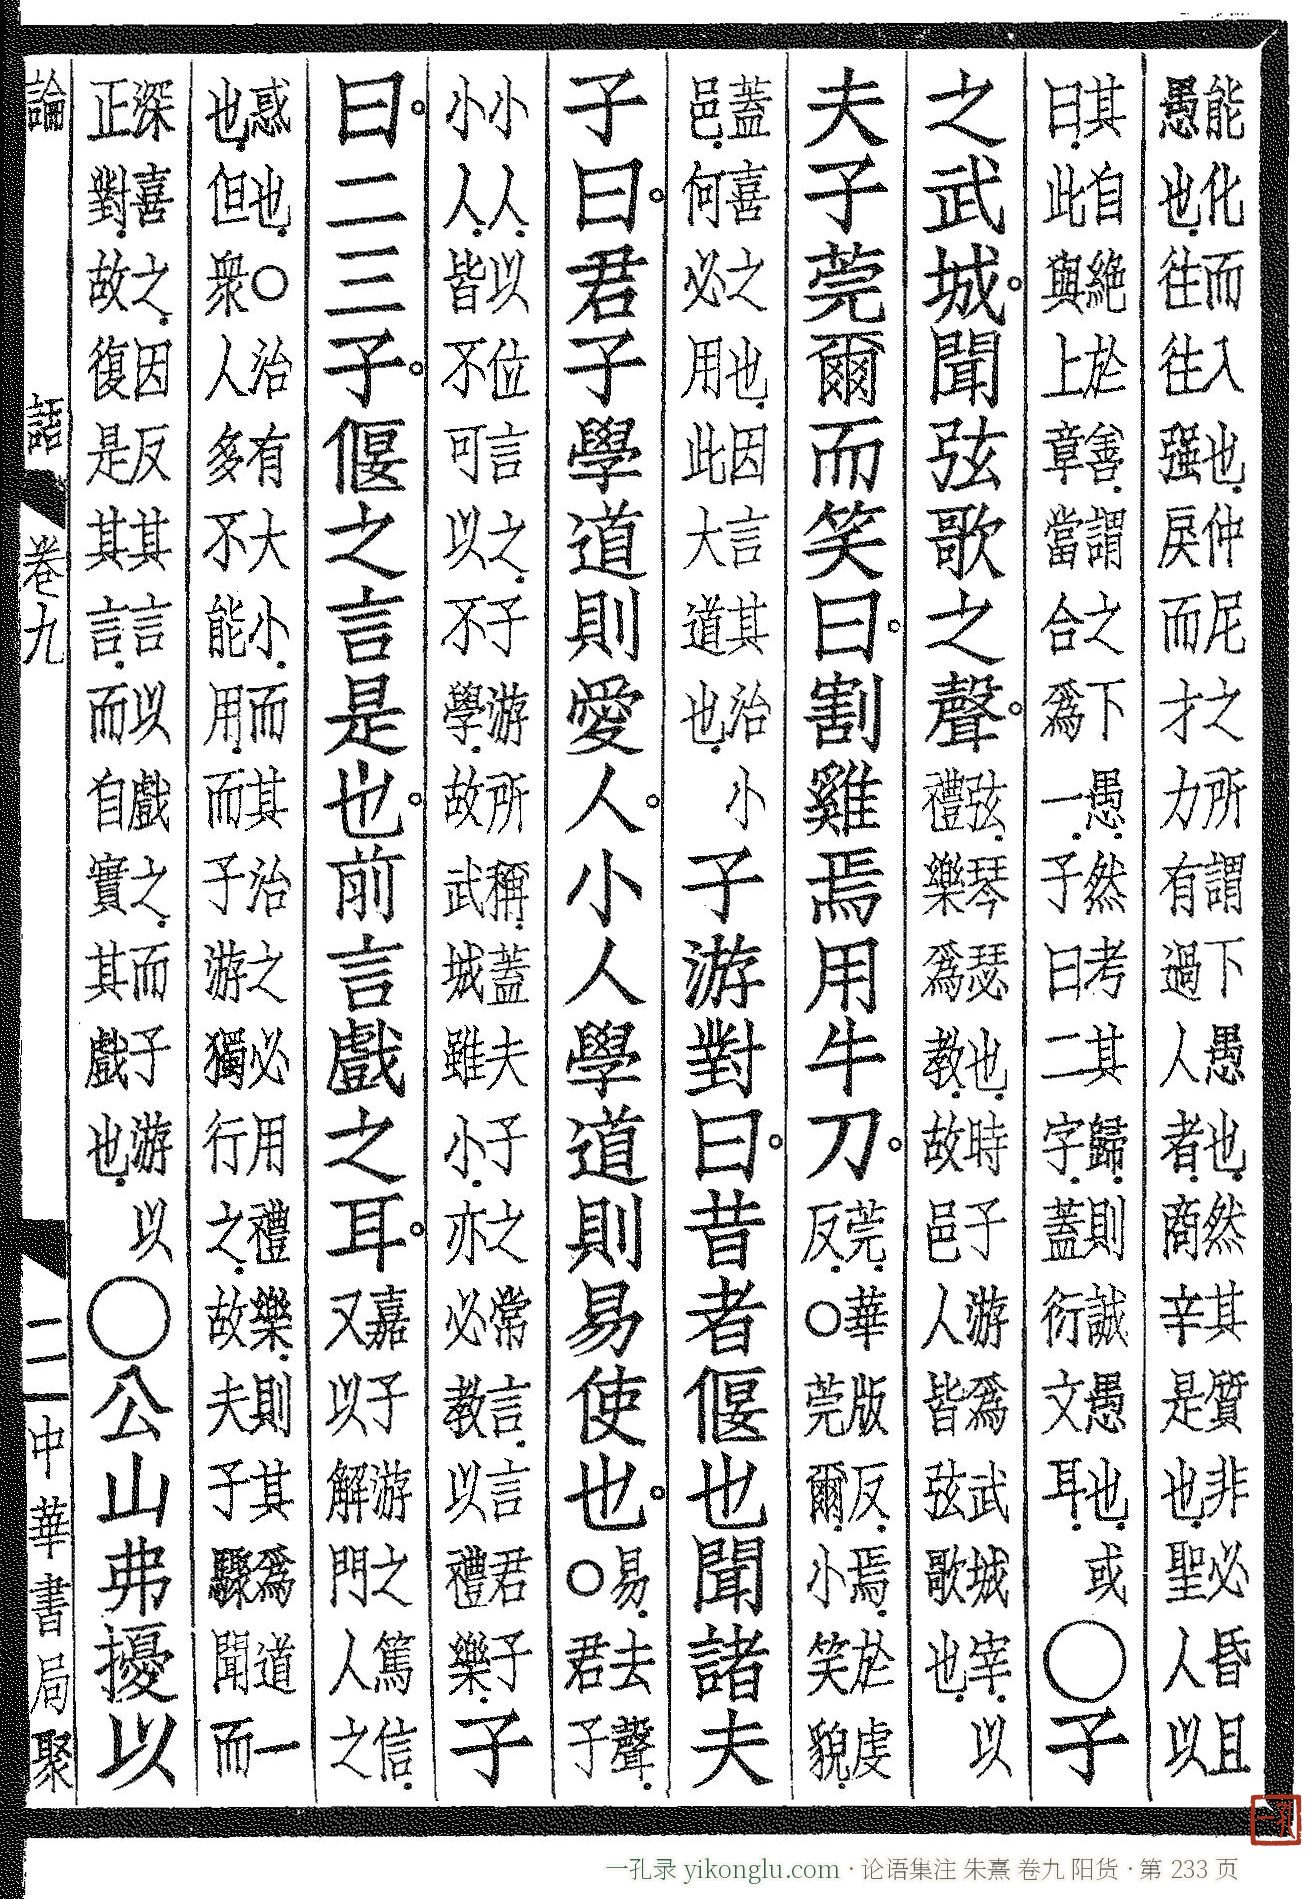 能化而入也。仲尼之所謂下愚也。然其質非必昏且
愚也。往往强戾而才力有過人者。商辛是也。聖人以
其自絕於善。謂之下愚。然考其歸。則誠愚也。或
曰。此與上章當合爲一。子曰二字。蓋衍文耳。
○子
之武城。聞弦歌之聲。
弦。琴瑟也。時子游爲武城宰。以
禮樂爲教。故邑人皆弦歌也。
夫子莞爾而笑曰。割雞焉用牛刀。
莞。華版反。焉。於虔
反。○莞爾。小笑貌。
蓋喜之也。因言其治小
邑。何必用此大道也。
子游對曰。昔者偃也聞諸夫
子曰。君子學道則愛人。小人學道則易使也。
易。去聲。
○君子
小人。以位言之。子游所稱蓋夫子之常言。言君子
小人。皆不可以不學。故武城雖小。亦必教以禮樂。
子
曰。二三子。偃之言是也。前言戲之耳。
嘉子游之篤信。
又以解門人之
惑也。○治有大小。而其治之必用禮樂。則其爲道一
也。但衆人多不能用。而子游獨行之。故夫子驟聞而
深喜之。因反其言以戲之。而子游以
正對。故復是其言。而自實其戲也。
○公山弗擾以
論語 卷九 二 中華書局聚
一孔录 yikonglu.com · 论语集注 朱熹 卷九 阳货 · 第 233 页